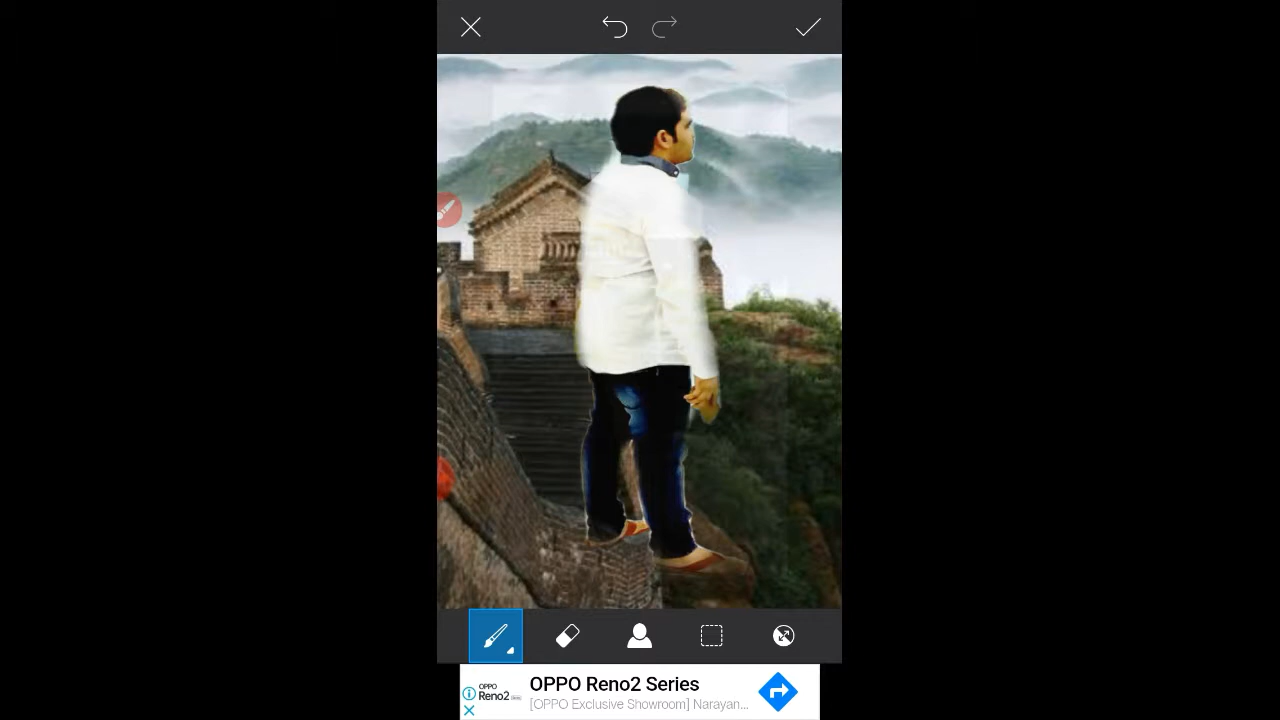 OPPO
Reno2
OPPO Reno2 Series
[OPPO Exclusive Showroom] Narayan...